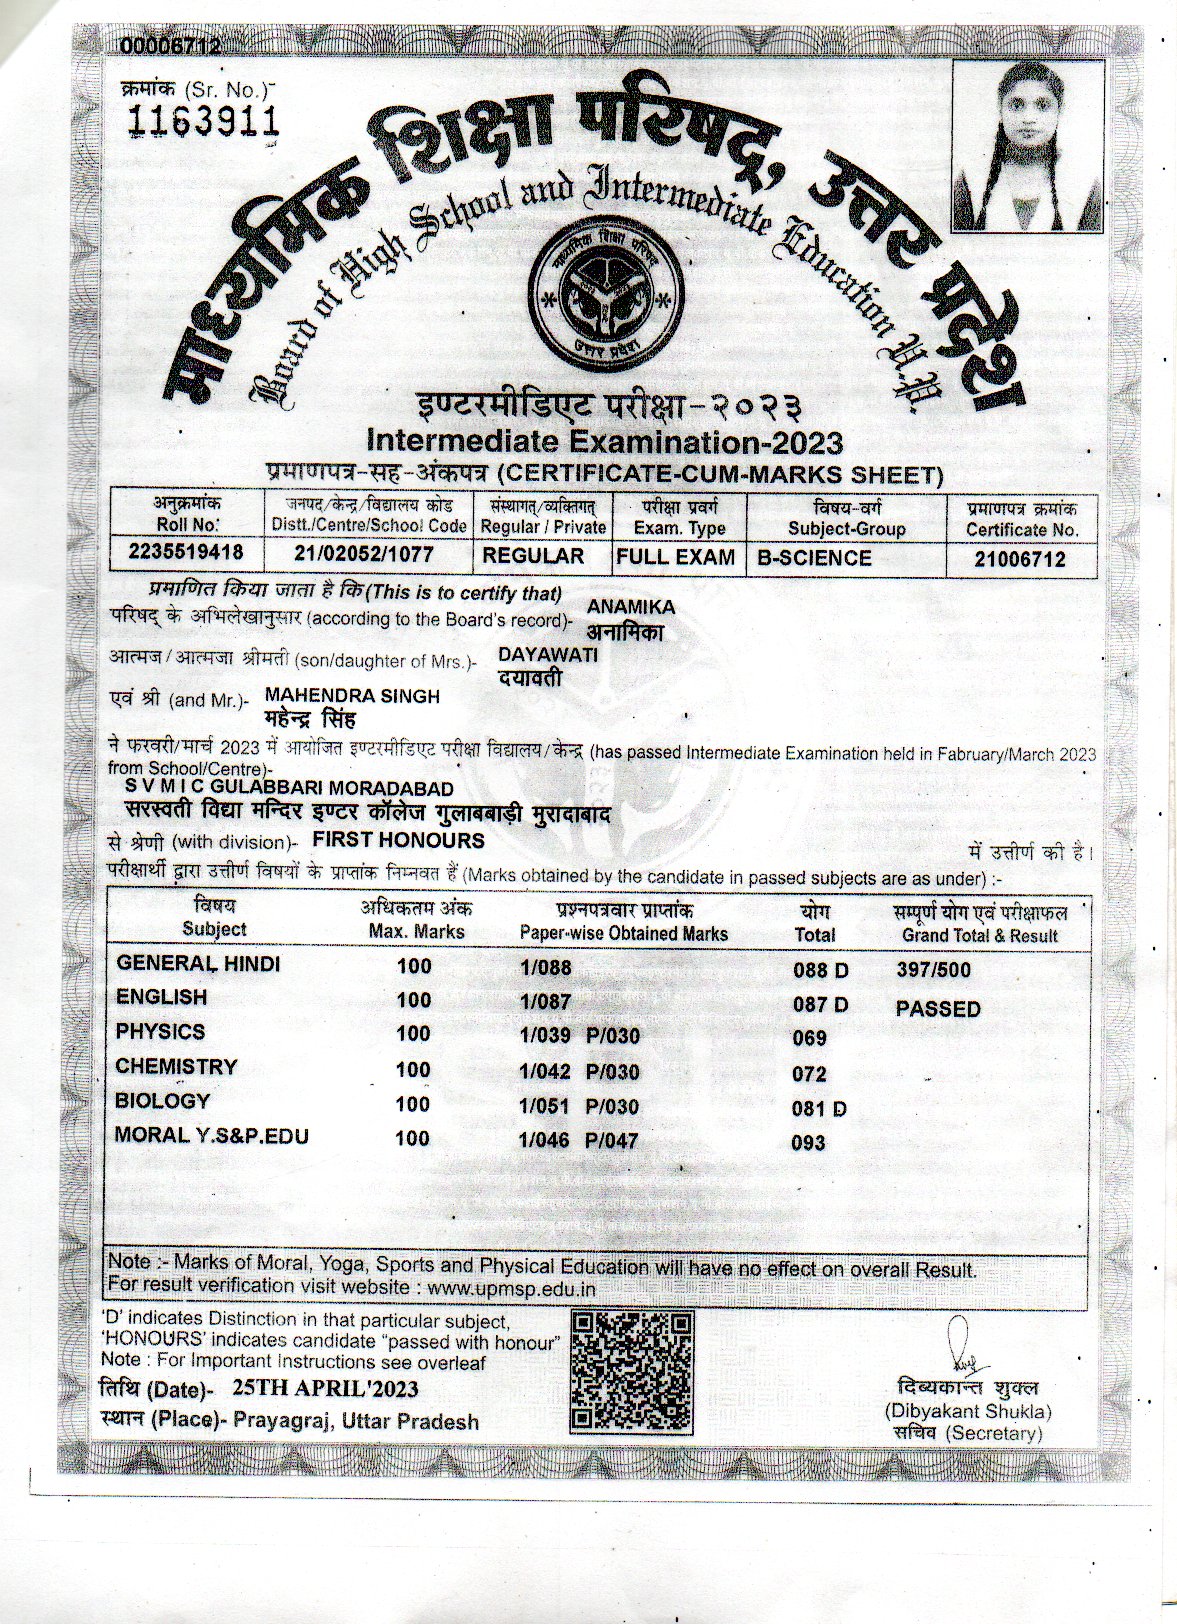 00006712
क्रमांक (Sr. No.)-
1163911
माध्यमिक शिक्षा परिषद्, उत्तर प्रदेश
Board of High School and Intermediate Education U.P.
माध्यमिक शिक्षा परिषद
उत्तर प्रदेश
इण्टरमीडिएट परीक्षा-२०२३
Intermediate Examination-2023
प्रमाणपत्र-सह-अंकपत्र (CERTIFICATE-CUM-MARKS SHEET)
अनुक्रमांक जनपद/केन्द्र/विद्यालय कोड संस्थागत्/व्यक्तिगत् परीक्षा प्रवर्ग विषय-वर्ग प्रमाणपत्र क्रमांक
Roll No. Distt./Centre/School Code Regular / Private Exam. Type Subject-Group Certificate No.
2235519418 21/02052/1077 REGULAR FULL EXAM B-SCIENCE 21006712
प्रमाणित किया जाता है कि (This is to certify that)
परिषद् के अभिलेखानुसार (according to the Board's record)- ANAMIKA
अनामिका
आत्मज/आत्मजा श्रीमती (son/daughter of Mrs.)- DAYAWATI
दयावती
एवं श्री (and Mr.)- MAHENDRA SINGH
महेन्द्र सिंह
ने फरवरी/मार्च 2023 में आयोजित इण्टरमीडिएट परीक्षा विद्यालय/केन्द्र (has passed Intermediate Examination held in Fabruary/March 2023
from School/Centre)-
S V M I C GULABBARI MORADABAD
सरस्वती विद्या मन्दिर इण्टर कॉलेज गुलाबबाड़ी मुरादाबाद
से श्रेणी (with division)- FIRST HONOURS में उत्तीर्ण की है।
परीक्षार्थी द्वारा उत्तीर्ण विषयों के प्राप्तांक निम्नवत हैं (Marks obtained by the candidate in passed subjects are as under) :-
विषय अधिकतम अंक प्रश्नपत्रवार प्राप्तांक योग सम्पूर्ण योग एवं परीक्षाफल
Subject Max. Marks Paper-wise Obtained Marks Total Grand Total & Result
GENERAL HINDI 100 1/088 088 D 397/500
ENGLISH 100 1/087 087 D PASSED
PHYSICS 100 1/039 P/030 069
CHEMISTRY 100 1/042 P/030 072
BIOLOGY 100 1/051 P/030 081 D
MORAL Y.S&P.EDU 100 1/046 P/047 093
Note :- Marks of Moral, Yoga, Sports and Physical Education will have no effect on overall Result.
For result verification visit website : www.upmsp.edu.in
'D' indicates Distinction in that particular subject,
'HONOURS' indicates candidate "passed with honour"
Note : For Important Instructions see overleaf
तिथि (Date)- 25TH APRIL'2023
स्थान (Place)- Prayagraj, Uttar Pradesh
दिब्यकान्त शुक्ल
(Dibyakant Shukla)
सचिव (Secretary)